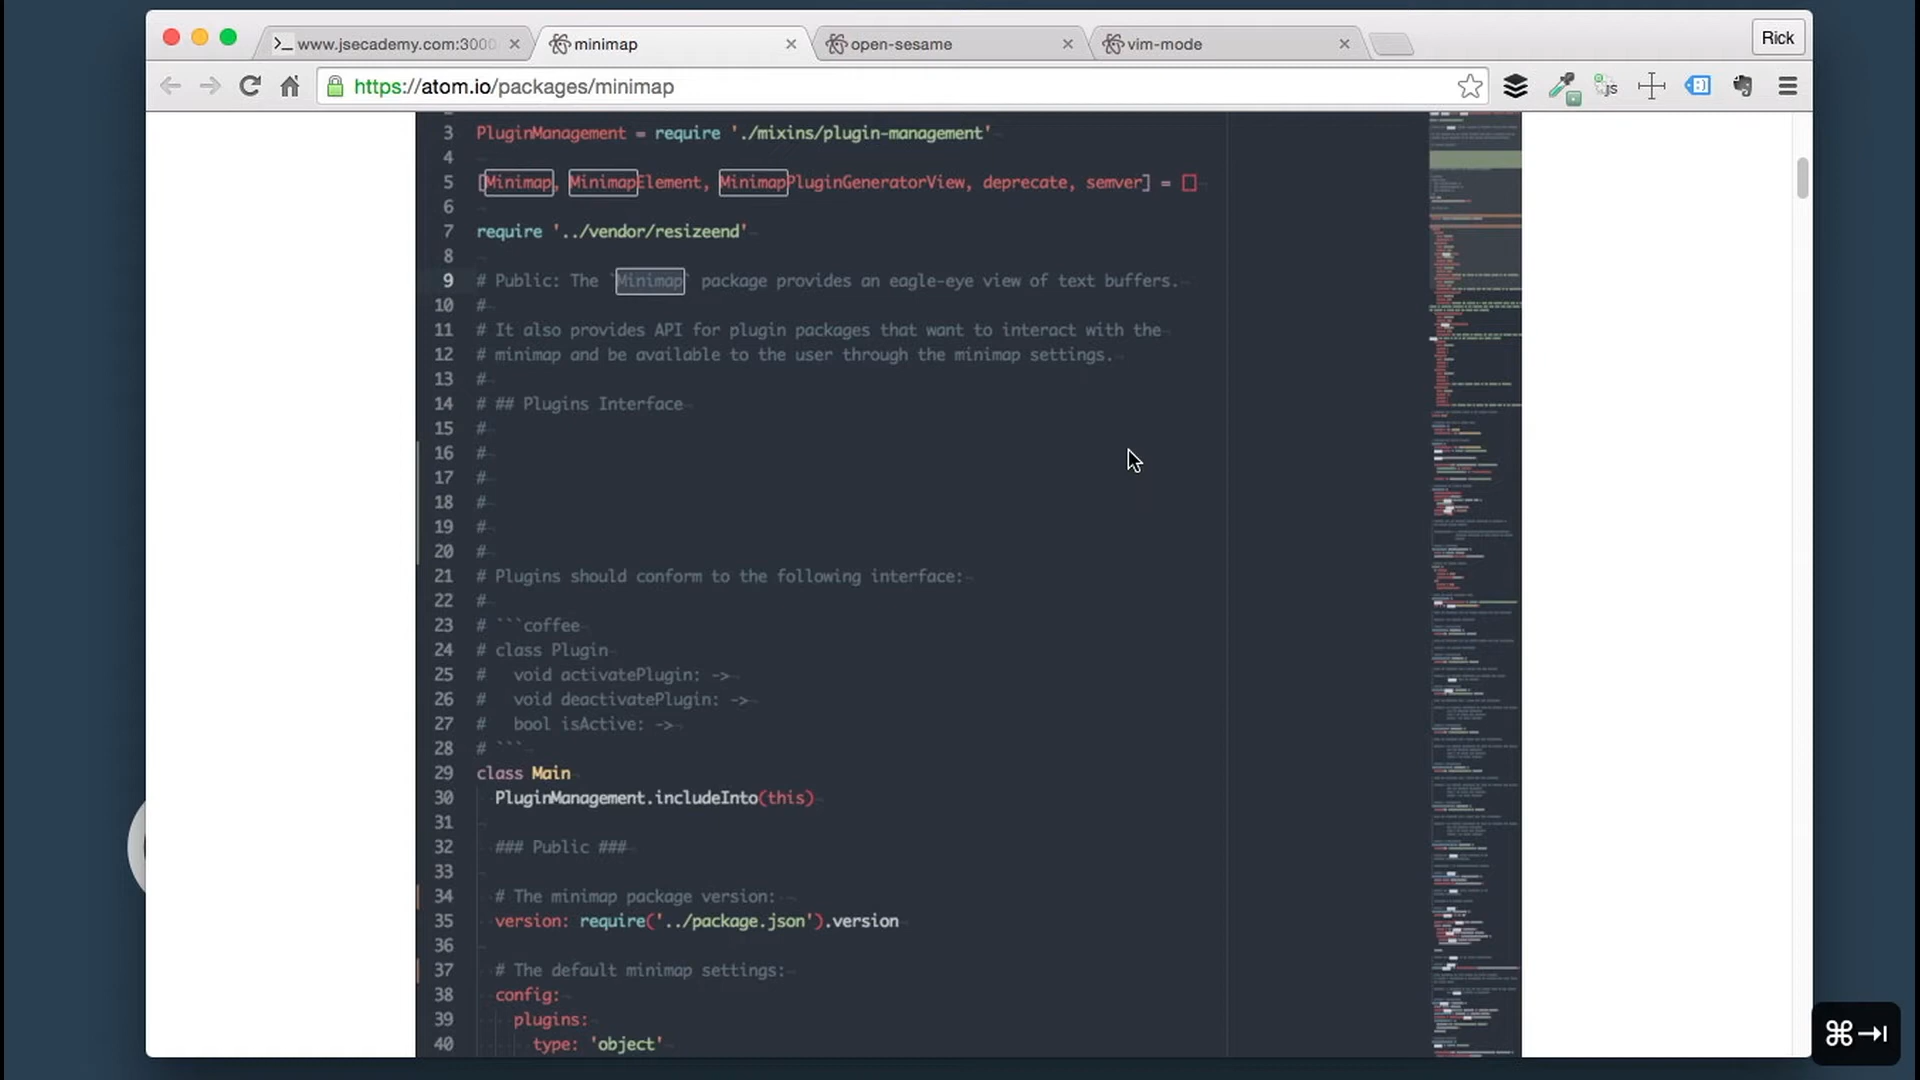 www.jsecademy.com:3000
minimap
open-sesame
vim-mode
Rick
https://atom.io/packages/minimap
js
3 PluginManagement = require './mixins/plugin-management'
4
5 [Minimap, MinimapElement, MinimapPluginGeneratorView, deprecate, semver] = []
6
7 require '../vendor/resizeend'
8
9 # Public: The `Minimap` package provides an eagle-eye view of text buffers.
10 #
11 # It also provides API for plugin packages that want to interact with the
12 # minimap and be available to the user through the minimap settings.
13 #
14 # ## Plugins Interface
15 #
16 #
17 #
18 #
19 #
20 #
21 # Plugins should conform to the following interface:
22 #
23 # ```coffee
24 # class Plugin
25 #   void activatePlugin: ->
26 #   void deactivatePlugin: ->
27 #   bool isActive: ->
28 # ```
29 class Main
30   PluginManagement.includeInto(this)
31
32   ### Public ###
33
34   # The minimap package version:
35   version: require('../package.json').version
36
37   # The default minimap settings:
38   config:
39     plugins:
40       type: 'object'
⌘⇥